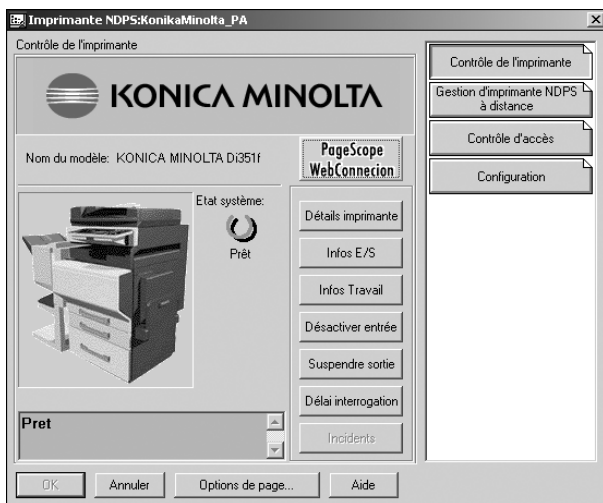 Imprimante NDPS:KonikaMinolta_PA
Contrôle de l'imprimante
KONICA MINOLTA
Nom du modèle: KONICA MINOLTA Di351f
PageScope
WebConnecion
Etat système:
Prêt
Détails imprimante
Infos E/S
Infos Travail
Désactiver entrée
Suspendre sortie
Délai interrogation
Incidents
Pret
Contrôle de l'imprimante
Gestion d'imprimante NDPS
à distance
Contrôle d'accès
Configuration
OK
Annuler
Options de page...
Aide